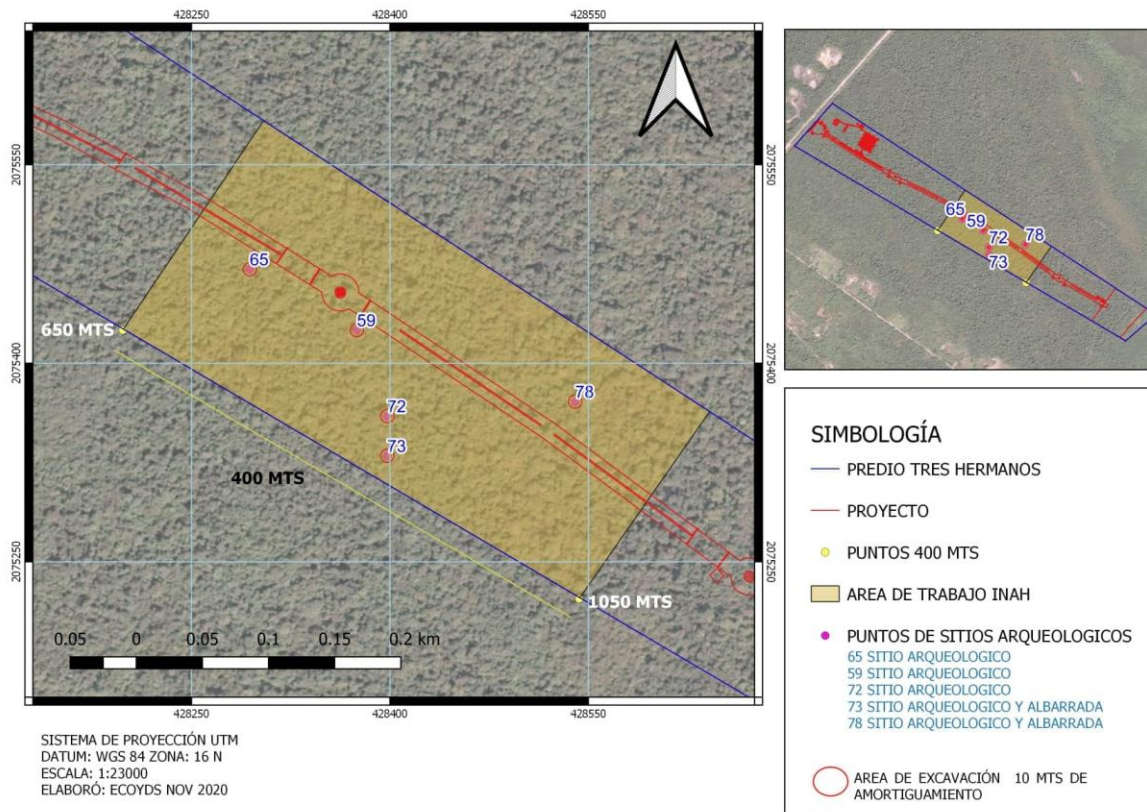 428250 428400 428550
2075550 2075550
65
59
650 MTS
2075400 2075400
78
72
73
400 MTS
2075250 2075250
1050 MTS
0.05 0 0.05 0.1 0.15 0.2 km
428250 428400 428550
SISTEMA DE PROYECCIÓN UTM
DATUM: WGS 84 ZONA: 16 N
ESCALA: 1:23000
ELABORÓ: ECOYDS NOV 2020
65
59
78
72
73
SIMBOLOGÍA
PREDIO TRES HERMANOS
PROYECTO
PUNTOS 400 MTS
AREA DE TRABAJO INAH
PUNTOS DE SITIOS ARQUEOLOGICOS
65 SITIO ARQUEOLOGICO
59 SITIO ARQUEOLOGICO
72 SITIO ARQUEOLOGICO
73 SITIO ARQUEOLOGICO Y ALBARRADA
78 SITIO ARQUEOLOGICO Y ALBARRADA
AREA DE EXCAVACIÓN 10 MTS DE
AMORTIGUAMIENTO